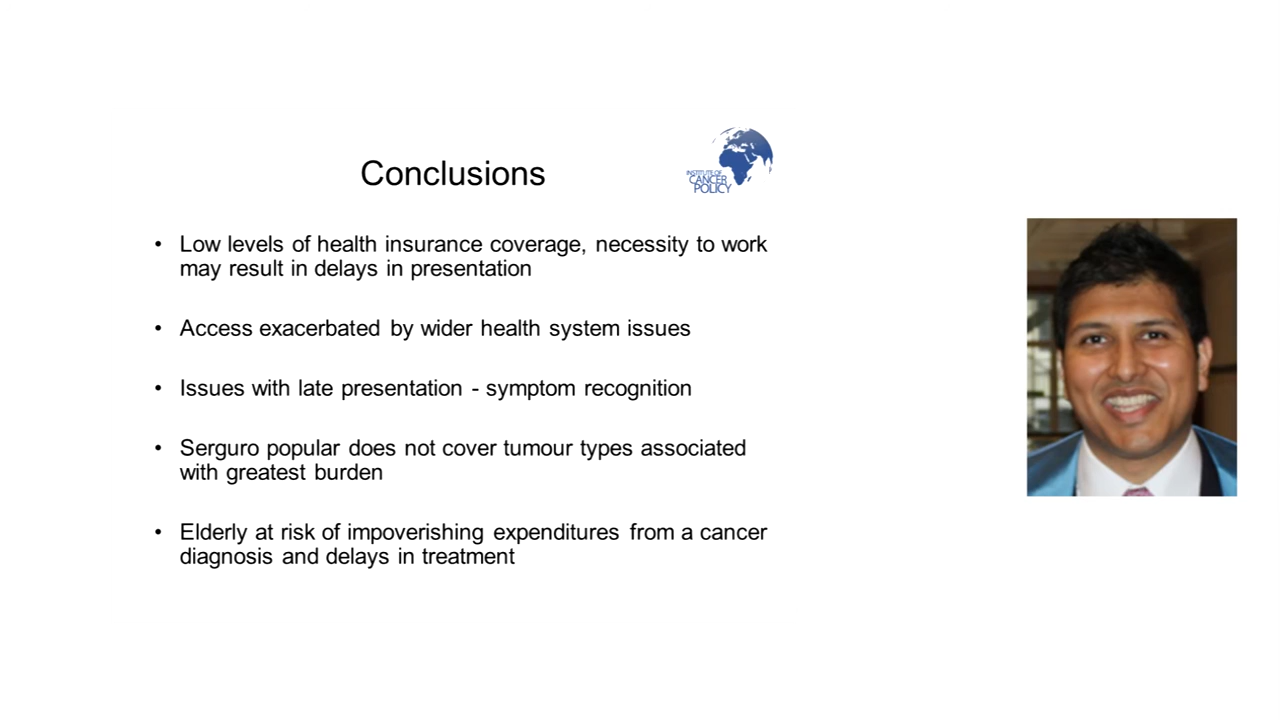 Conclusions
INSTITUTE OF
CANCER
POLICY
• Low levels of health insurance coverage, necessity to work
may result in delays in presentation
• Access exacerbated by wider health system issues
• Issues with late presentation - symptom recognition
• Serguro popular does not cover tumour types associated
with greatest burden
• Elderly at risk of impoverishing expenditures from a cancer
diagnosis and delays in treatment